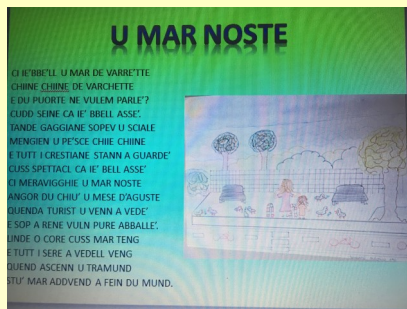 U MAR NOSTE
CI IE'BBE'LL U MAR DE VARRE'TTE
CHIINE CHIINE DE VARCHETTE
E DU PUORTE NE VULEM PARLE'?
CUDD SEINE CA IE' BBELL ASSE'.
TANDE GAGGIANE SOPEV U SCIALE
MENGIEN U PE'SCE CHIIE CHIINE
E TUTT I CRESTIANE STANN A GUARDE'
CUSS SPETTACL CA IE' BELL ASSE'
CI MERAVIGGHIE U MAR NOSTE
ANGOR DU CHIU' U MESE D'AGUSTE
QUENDA TURIST U VENN A VEDE'
E SOP A RENE VULN PURE ABBALLE'.
INDE O CORE CUSS MAR TENG
E TUTT I SERE A VEDELL VENG
QUEND ASCENN U TRAMUND
STU' MAR ADDVEND A FEIN DU MUND.